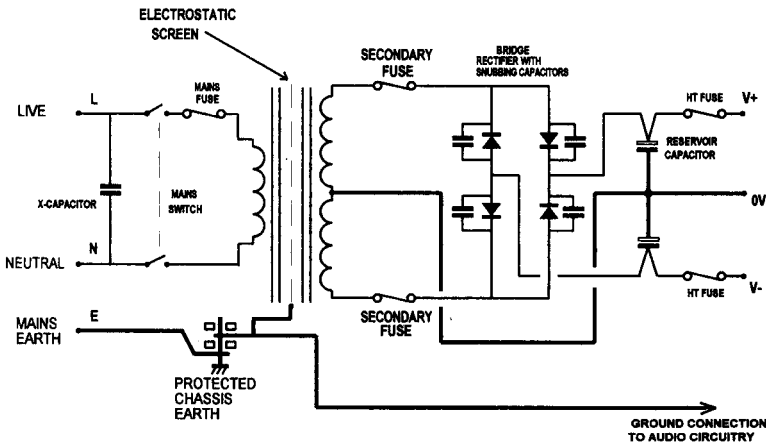 ELECTROSTATIC
SCREEN
SECONDARY
FUSE
BRIDGE
RECTIFIER WITH
SNUBBING CAPACITORS
MAINS
FUSE
HT FUSE
V+
LIVE
L
RESERVOIR
CAPACITOR
X-CAPACITOR
MAINS
SWITCH
0V
N
NEUTRAL
HT FUSE
V-
MAINS
EARTH
E
SECONDARY
FUSE
PROTECTED
CHASSIS
EARTH
GROUND CONNECTION
TO AUDIO CIRCUITRY